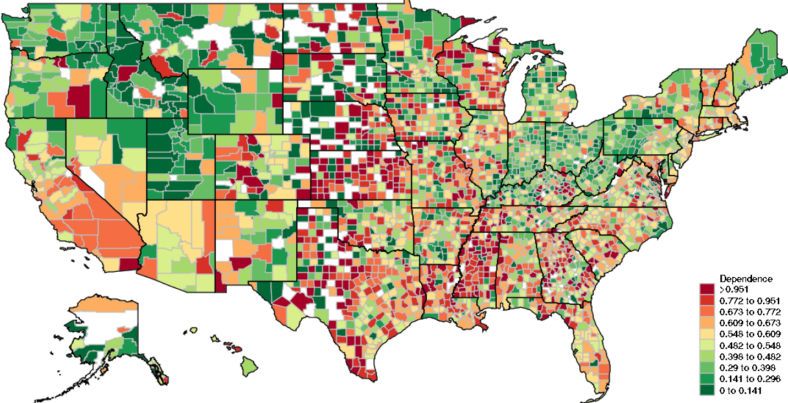 Dependence
>0.951
0.772 to 0.951
0.673 to 0.772
0.609 to 0.673
0.548 to 0.609
0.482 to 0.548
0.398 to 0.482
0.29 to 0.398
0.141 to 0.296
0 to 0.141